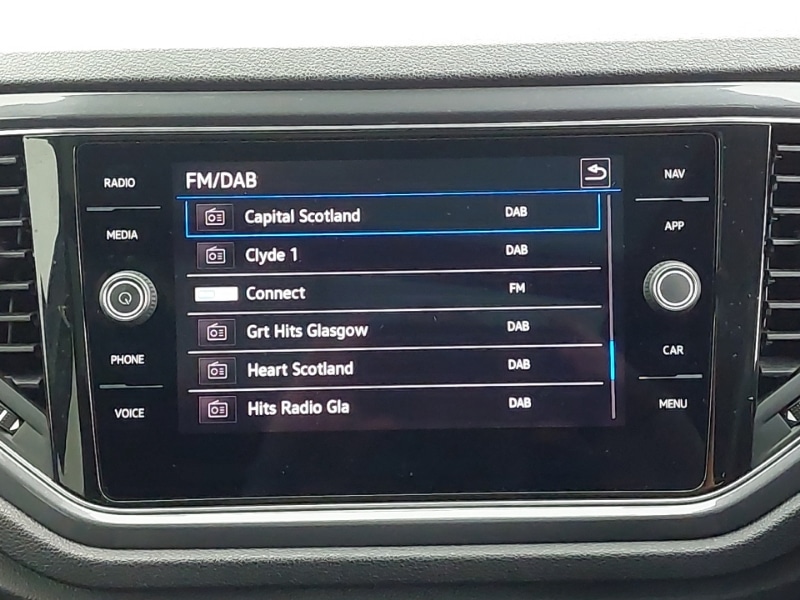 RADIO
MEDIA
PHONE
VOICE
FM/DAB
Capital Scotland DAB
Clyde 1 DAB
Connect FM
Grt Hits Glasgow DAB
Heart Scotland DAB
Hits Radio Gla DAB
NAV
APP
CAR
MENU